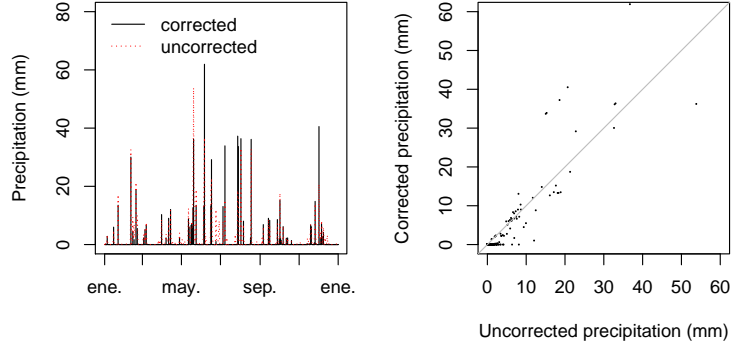 corrected
uncorrected
Precipitation (mm)
80
60
40
20
0
ene.
may.
sep.
ene.
Corrected precipitation (mm)
60
50
40
30
20
10
0
0
10
20
30
40
50
60
Uncorrected precipitation (mm)